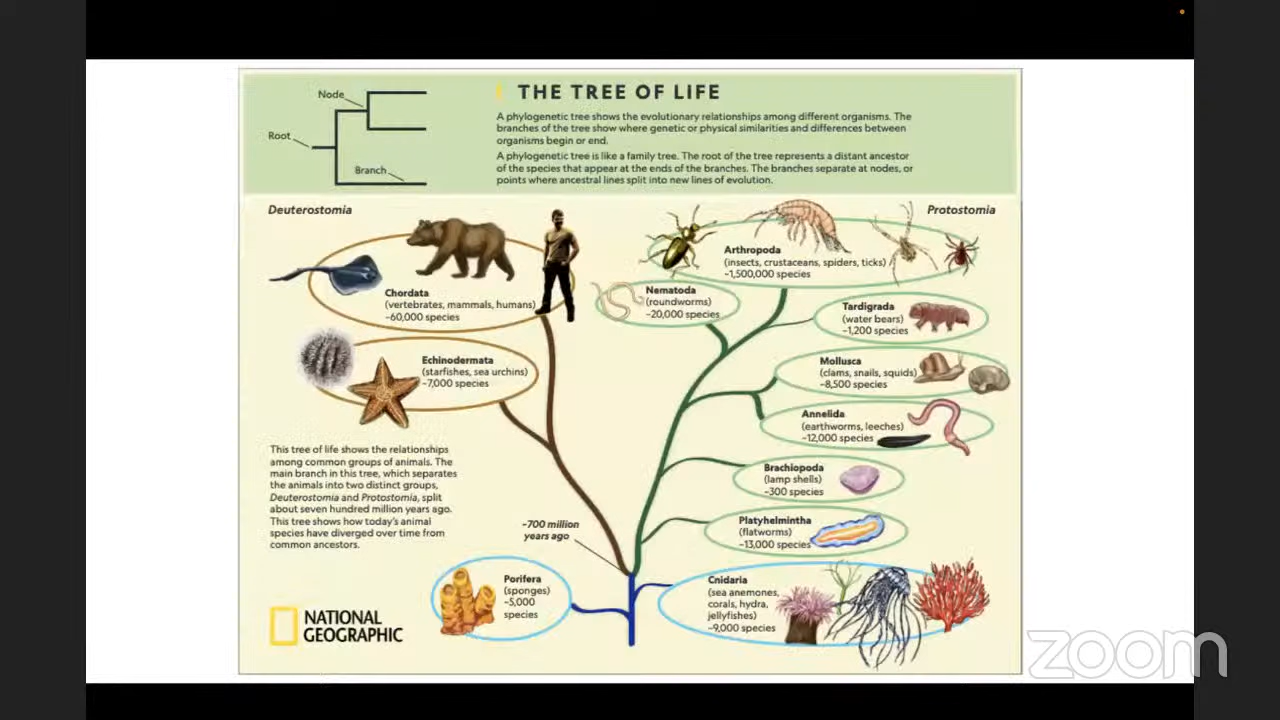 Node
Root
Branch
THE TREE OF LIFE
A phylogenetic tree shows the evolutionary relationships among different organisms. The
branches of the tree show where genetic or physical similarities and differences between
organisms begin or end.
A phylogenetic tree is like a family tree. The root of the tree represents a distant ancestor
of the species that appear at the ends of the branches. The branches separate at nodes, or
points where ancestral lines split into new lines of evolution.
Deuterostomia
Protostomia
Chordata
(vertebrates, mammals, humans)
~60,000 species
Echinodermata
(starfishes, sea urchins)
~7,000 species
Arthropoda
(insects, crustaceans, spiders, ticks)
~1,500,000 species
Nematoda
(roundworms)
~20,000 species
Tardigrada
(water bears)
~1,200 species
Mollusca
(clams, snails, squids)
~8,500 species
Annelida
(earthworms, leeches)
~12,000 species
Brachiopoda
(lamp shells)
~300 species
Platyhelmintha
(flatworms)
~13,000 species
This tree of life shows the relationships
among common groups of animals. The
main branch in this tree, which separates
the animals into two distinct groups,
Deuterostomia and Protostomia, split
about seven hundred million years ago.
This tree shows how today's animal
species have diverged over time from
common ancestors.
~700 million
years ago
Porifera
(sponges)
~5,000
species
Cnidaria
(sea anemones,
corals, hydra,
jellyfishes)
~9,000 species
NATIONAL
GEOGRAPHIC
zoom